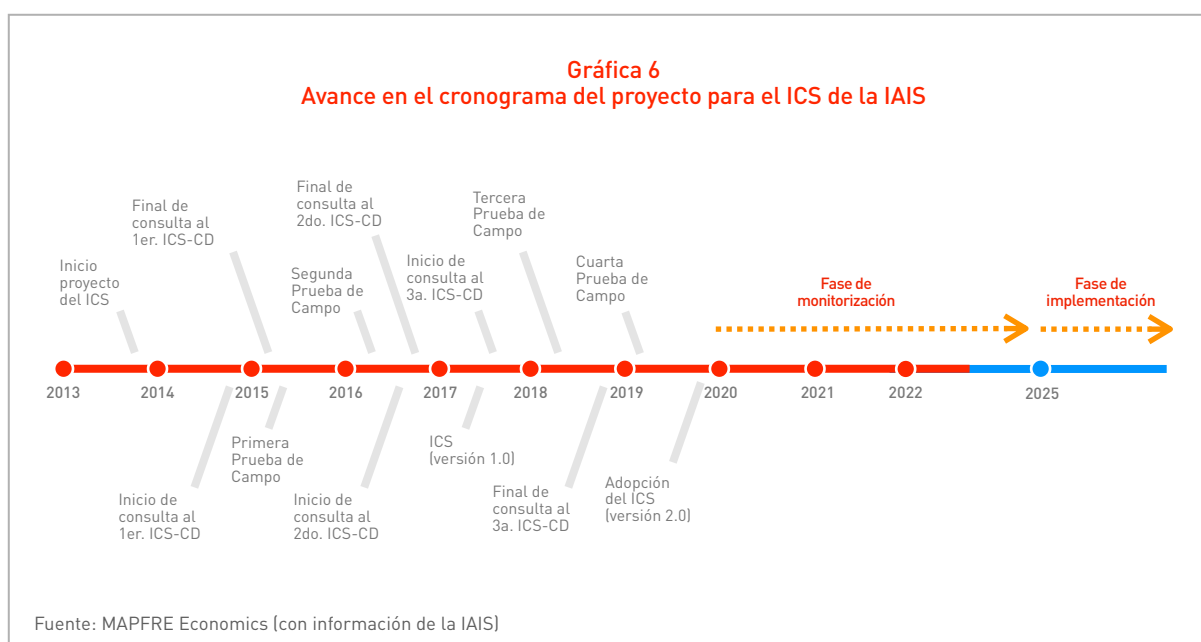 Gráfica 6
Avance en el cronograma del proyecto para el ICS de la IAIS
Inicio
proyecto
del ICS
Final de
consulta al
1er. ICS-CD
Segunda
Prueba de
Campo
Final de
consulta al
2do. ICS-CD
Inicio de
consulta al
3a. ICS-CD
Tercera
Prueba de
Campo
Cuarta
Prueba de
Campo
Fase de
monitorización
Fase de
implementación
2013
2014
2015
2016
2017
2018
2019
2020
2021
2022
2025
Inicio de
consulta al
1er. ICS-CD
Primera
Prueba de
Campo
Inicio de
consulta al
2do. ICS-CD
ICS
(versión 1.0)
Final de
consulta al
3a. ICS-CD
Adopción
del ICS
(versión 2.0)
Fuente: MAPFRE Economics (con información de la IAIS)